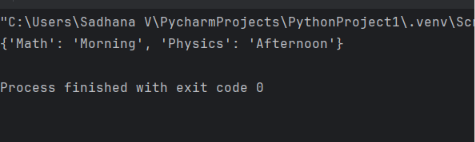 "C:\Users\Sadhana V\PycharmProjects\PythonProject1\.venv\Scr
{'Math': 'Morning', 'Physics': 'Afternoon'}
Process finished with exit code 0